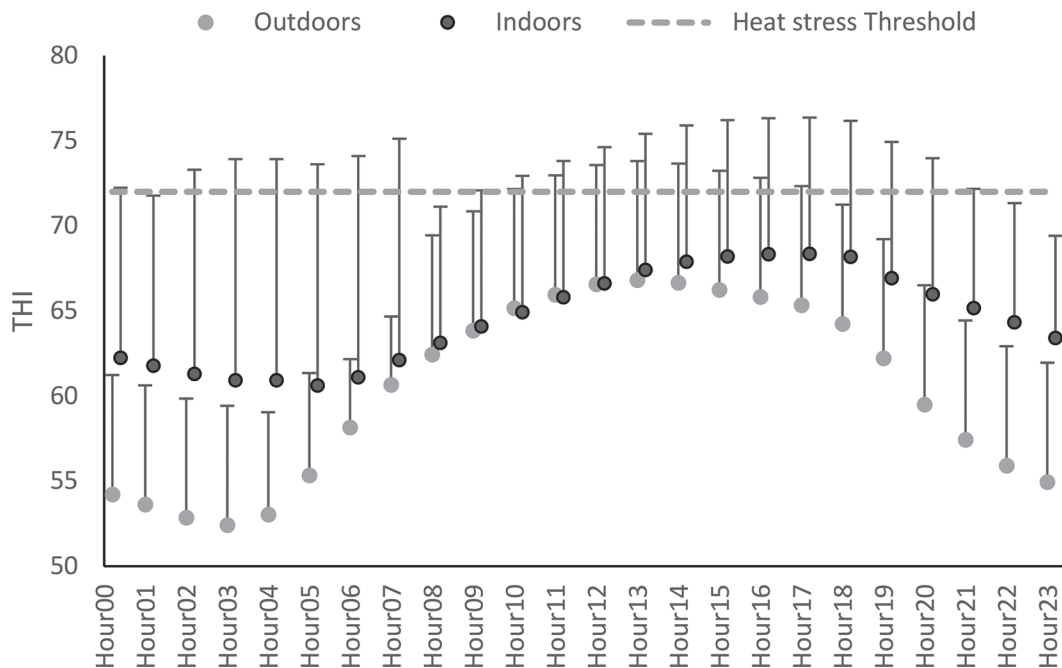 Outdoors Indoors Heat stress Threshold
80
75
70
65
60
55
50
THI
Hour00
Hour01
Hour02
Hour03
Hour04
Hour05
Hour06
Hour07
Hour08
Hour09
Hour10
Hour11
Hour12
Hour13
Hour14
Hour15
Hour16
Hour17
Hour18
Hour19
Hour20
Hour21
Hour22
Hour23